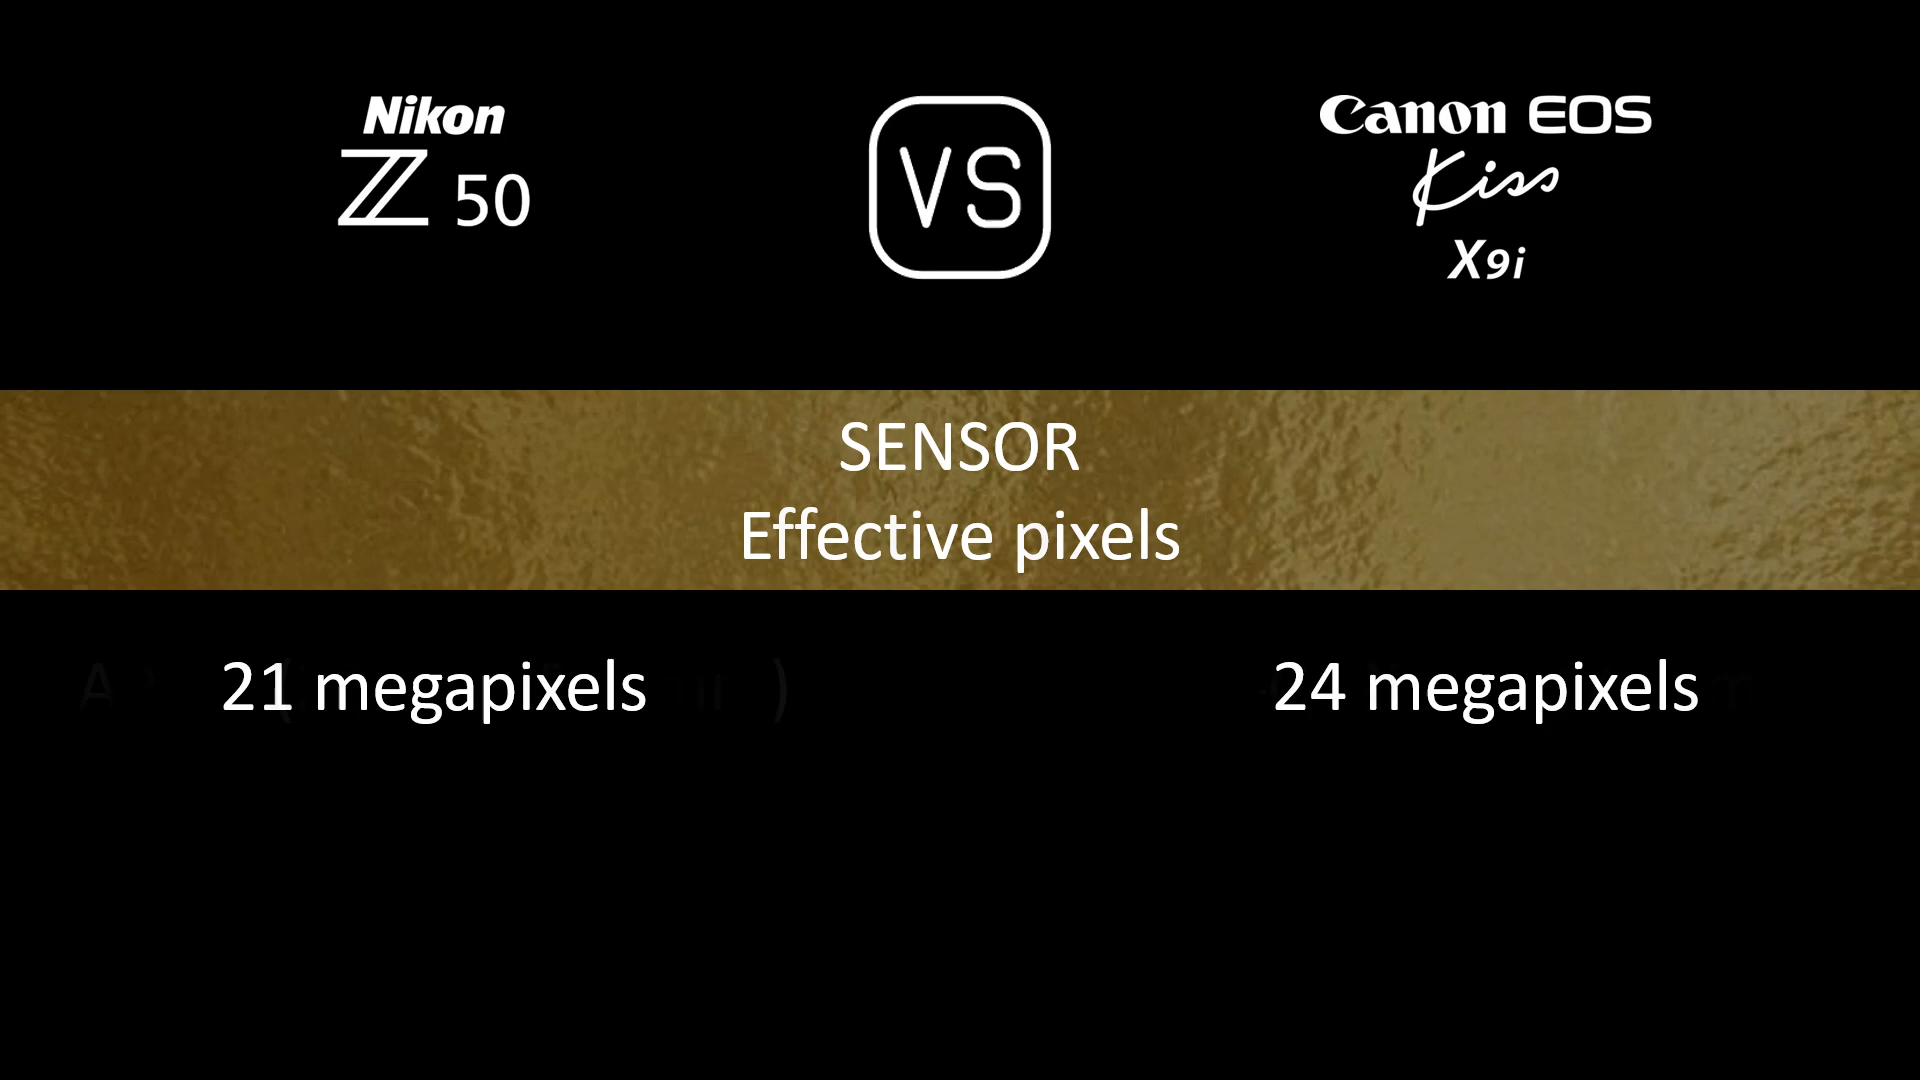 Nikon
Z 50
VS
Canon EOS
Kiss
X9i
SENSOR
Effective pixels
21 megapixels
24 megapixels